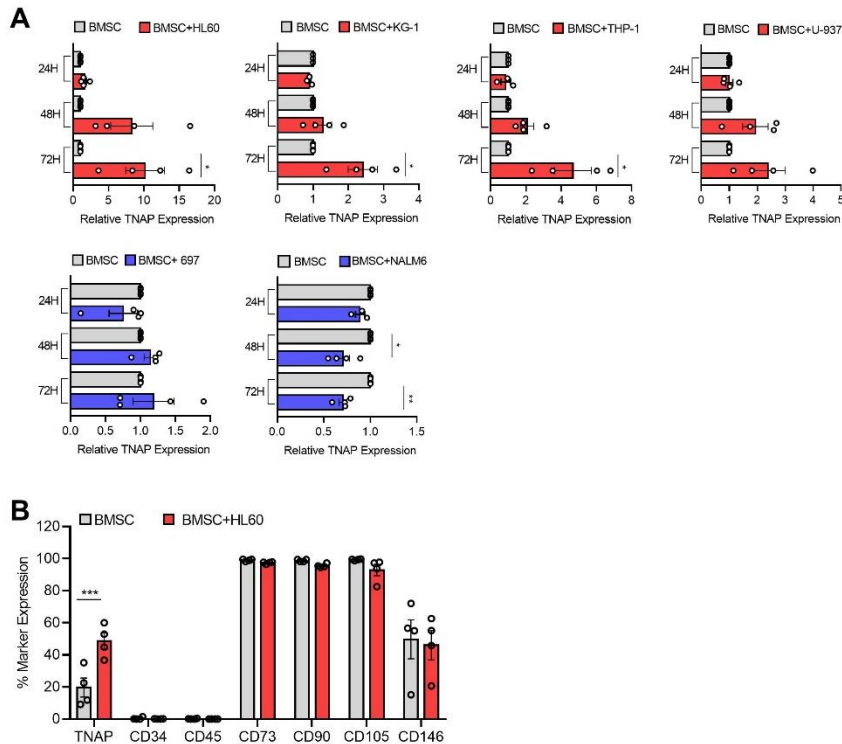 A
BMSC BMSC+HL60
24H
48H
72H
*
0 5 10 15 20
Relative TNAP Expression
BMSC BMSC+KG-1
24H
48H
72H
*
0 1 2 3 4
Relative TNAP Expression
BMSC BMSC+THP-1
24H
48H
72H
*
0 2 4 6 8
Relative TNAP Expression
BMSC BMSC+U-937
24H
48H
72H
0 1 2 3 4 5
Relative TNAP Expression
BMSC BMSC+ 697
24H
48H
72H
0.0 0.5 1.0 1.5 2.0
Relative TNAP Expression
BMSC BMSC+NALM6
24H
48H
*
72H
**
0.0 0.5 1.0 1.5
Relative TNAP Expression
B
BMSC BMSC+HL60
% Marker Expression
120
100
80
60
40
20
0
***
TNAP CD34 CD45 CD73 CD90 CD105 CD146